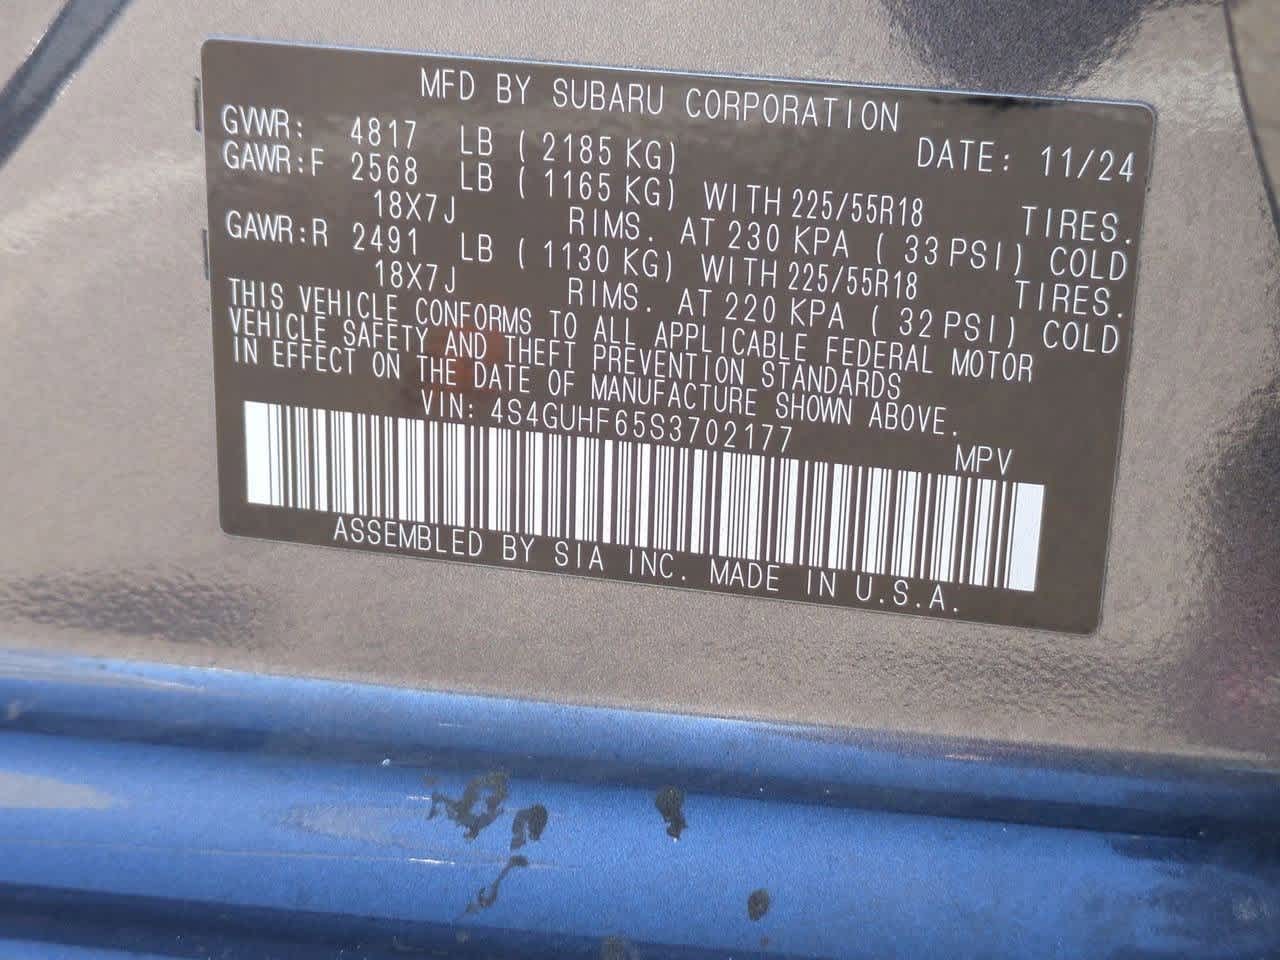 MFD BY SUBARU CORPORATION
GVWR: 4817 LB ( 2185 KG) DATE: 11/24
GAWR:F 2568 LB ( 1165 KG) WITH 225/55R18 TIRES.
18X7J RIMS. AT 230 KPA ( 33 PSI) COLD
GAWR:R 2491 LB ( 1130 KG) WITH 225/55R18 TIRES.
18X7J RIMS. AT 220 KPA ( 32 PSI) COLD
THIS VEHICLE CONFORMS TO ALL APPLICABLE FEDERAL MOTOR
VEHICLE SAFETY AND THEFT PREVENTION STANDARDS
IN EFFECT ON THE DATE OF MANUFACTURE SHOWN ABOVE.
VIN: 4S4GUHF65S3702177 MPV
ASSEMBLED BY SIA INC. MADE IN U.S.A.